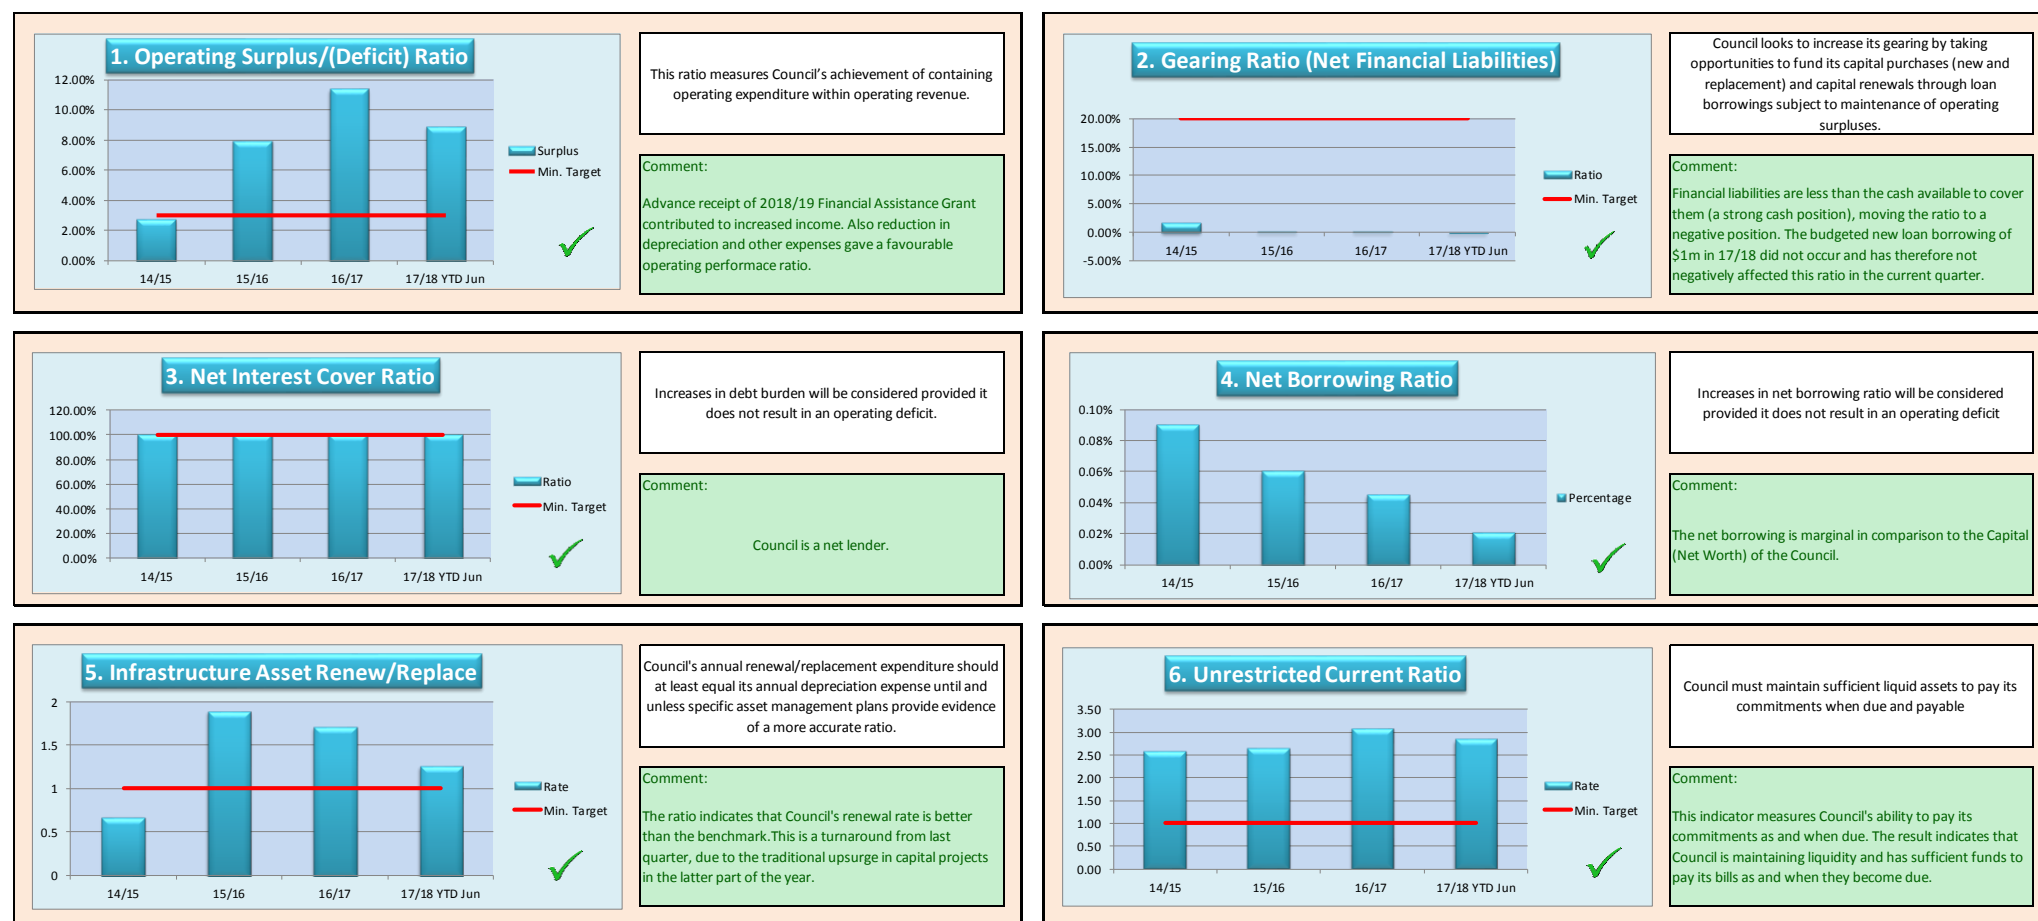 1. Operating Surplus/(Deficit) Ratio
12.00%
10.00%
8.00%
6.00%
4.00%
2.00%
0.00%
14/15
15/16
16/17
17/18 YTD Jun
Surplus
Min. Target
This ratio measures Council's achievement of containing
operating expenditure within operating revenue.
Comment:
Advance receipt of 2018/19 Financial Assistance Grant
contributed to increased income. Also reduction in
depreciation and other expenses gave a favourable
operating performace ratio.
2. Gearing Ratio (Net Financial Liabilities)
20.00%
15.00%
10.00%
5.00%
0.00%
-5.00%
14/15
15/16
16/17
17/18 YTD Jun
Ratio
Min. Target
Council looks to increase its gearing by taking
opportunities to fund its capital purchases (new and
replacement) and capital renewals through loan
borrowings subject to maintenance of operating
surpluses.
Comment:
Financial liabilities are less than the cash available to cover
them (a strong cash position), moving the ratio to a
negative position. The budgeted new loan borrowing of
$1m in 17/18 did not occur and has therefore not
negatively affected this ratio in the current quarter.
3. Net Interest Cover Ratio
120.00%
100.00%
80.00%
60.00%
40.00%
20.00%
0.00%
14/15
15/16
16/17
17/18 YTD Jun
Ratio
Min. Target
Increases in debt burden will be considered provided it
does not result in an operating deficit.
Comment:
Council is a net lender.
4. Net Borrowing Ratio
0.10%
0.08%
0.06%
0.04%
0.02%
0.00%
14/15
15/16
16/17
17/18 YTD Jun
Percentage
Increases in net borrowing ratio will be considered
provided it does not result in an operating deficit
Comment:
The net borrowing is marginal in comparison to the Capital
(Net Worth) of the Council.
5. Infrastructure Asset Renew/Replace
2
1.5
1
0.5
0
14/15
15/16
16/17
17/18 YTD Jun
Rate
Min. Target
Council's annual renewal/replacement expenditure should
at least equal its annual depreciation expense until and
unless specific asset management plans provide evidence
of a more accurate ratio.
Comment:
The ratio indicates that Council's renewal rate is better
than the benchmark.This is a turnaround from last
quarter, due to the traditional upsurge in capital projects
in the latter part of the year.
6. Unrestricted Current Ratio
3.50
3.00
2.50
2.00
1.50
1.00
0.50
0.00
14/15
15/16
16/17
17/18 YTD Jun
Rate
Min. Target
Council must maintain sufficient liquid assets to pay its
commitments when due and payable
Comment:
This indicator measures Council's ability to pay its
commitments as and when due. The result indicates that
Council is maintaining liquidity and has sufficient funds to
pay its bills as and when they become due.